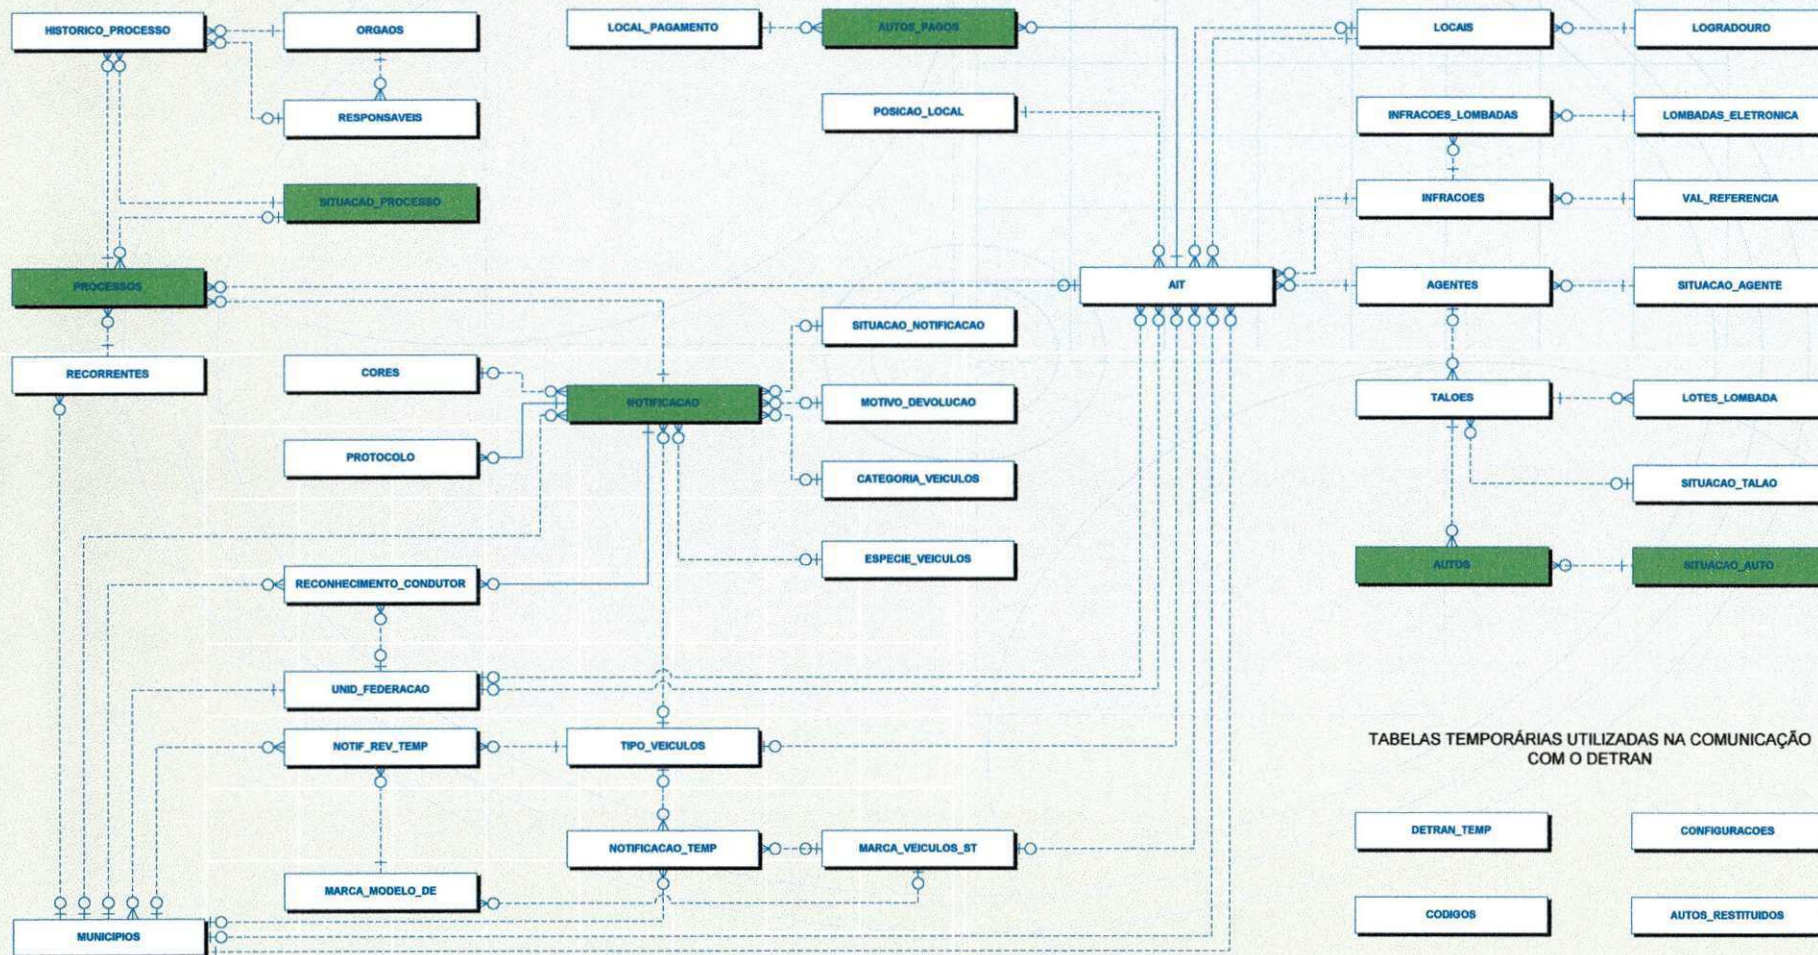 HISTORICO_PROCESSO
ORGAOS
LOCAL_PAGAMENTO
AUTOS_PAGOS
LOCAIS
LOGRADOURO
RESPONSAVEIS
POSICAO_LOCAL
INFRACOES_LOMBADAS
LOMBADAS_ELETRONICA
SITUACAO_PROCESSO
INFRACOES
VAL_REFERENCIA
PROCESSOS
AIT
AGENTES
SITUACAO_AGENTE
SITUACAO_NOTIFICACAO
RECORRENTES
CORES
NOTIFICACAO
MOTIVO_DEVOLUCAO
TALOES
LOTES_LOMBADA
PROTOCOLO
CATEGORIA_VEICULOS
SITUACAO_TALAO
RECONHECIMENTO_CONDUTOR
ESPECIE_VEICULOS
AUTOS
SITUACAO_AUTO
UNID_FEDERACAO
NOTIF_REV_TEMP
TIPO_VEICULOS
TABELAS TEMPORÁRIAS UTILIZADAS NA COMUNICAÇÃO
COM O DETRAN
NOTIFICACAO_TEMP
MARCA_VEICULOS_ST
DETRAN_TEMP
CONFIGURACOES
MARCA_MODELO_DE
MUNICIPIOS
CODIGOS
AUTOS_RESTITUIDOS